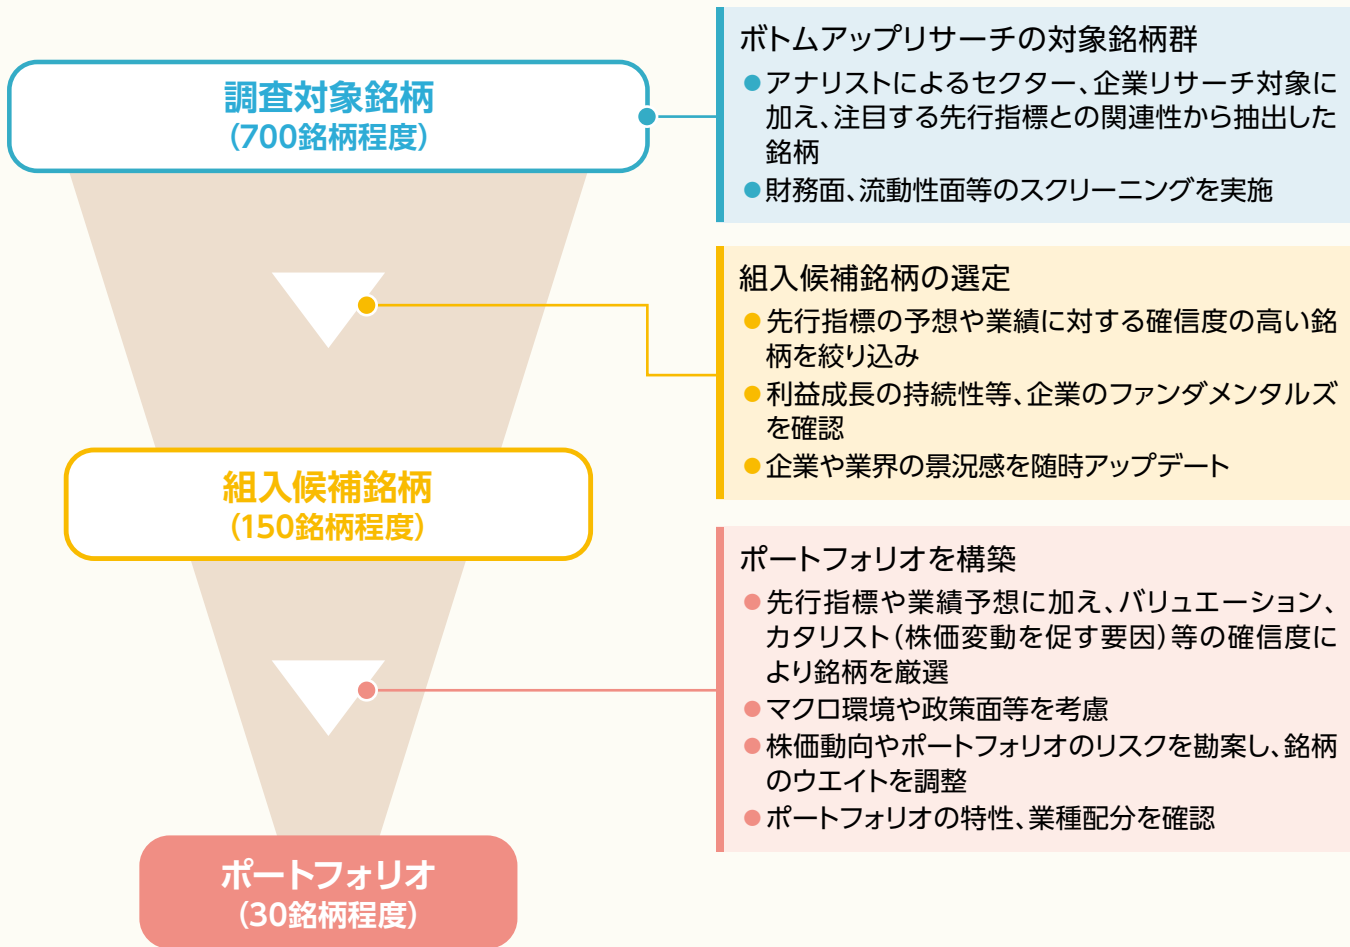 調査対象銘柄
(700銘柄程度)
ボトムアップリサーチの対象銘柄群
●アナリストによるセクター、企業リサーチ対象に
加え、注目する先行指標との関連性から抽出した
銘柄
●財務面、流動性面等のスクリーニングを実施
組入候補銘柄の選定
●先行指標の予想や業績に対する確信度の高い銘
柄を絞り込み
●利益成長の持続性等、企業のファンダメンタルズ
を確認
●企業や業界の景況感を随時アップデート
組入候補銘柄
(150銘柄程度)
ポートフォリオを構築
●先行指標や業績予想に加え、バリュエーション、
カタリスト(株価変動を促す要因)等の確信度に
より銘柄を厳選
●マクロ環境や政策面等を考慮
●株価動向やポートフォリオのリスクを勘案し、銘柄
のウエイトを調整
●ポートフォリオの特性、業種配分を確認
ポートフォリオ
(30銘柄程度)